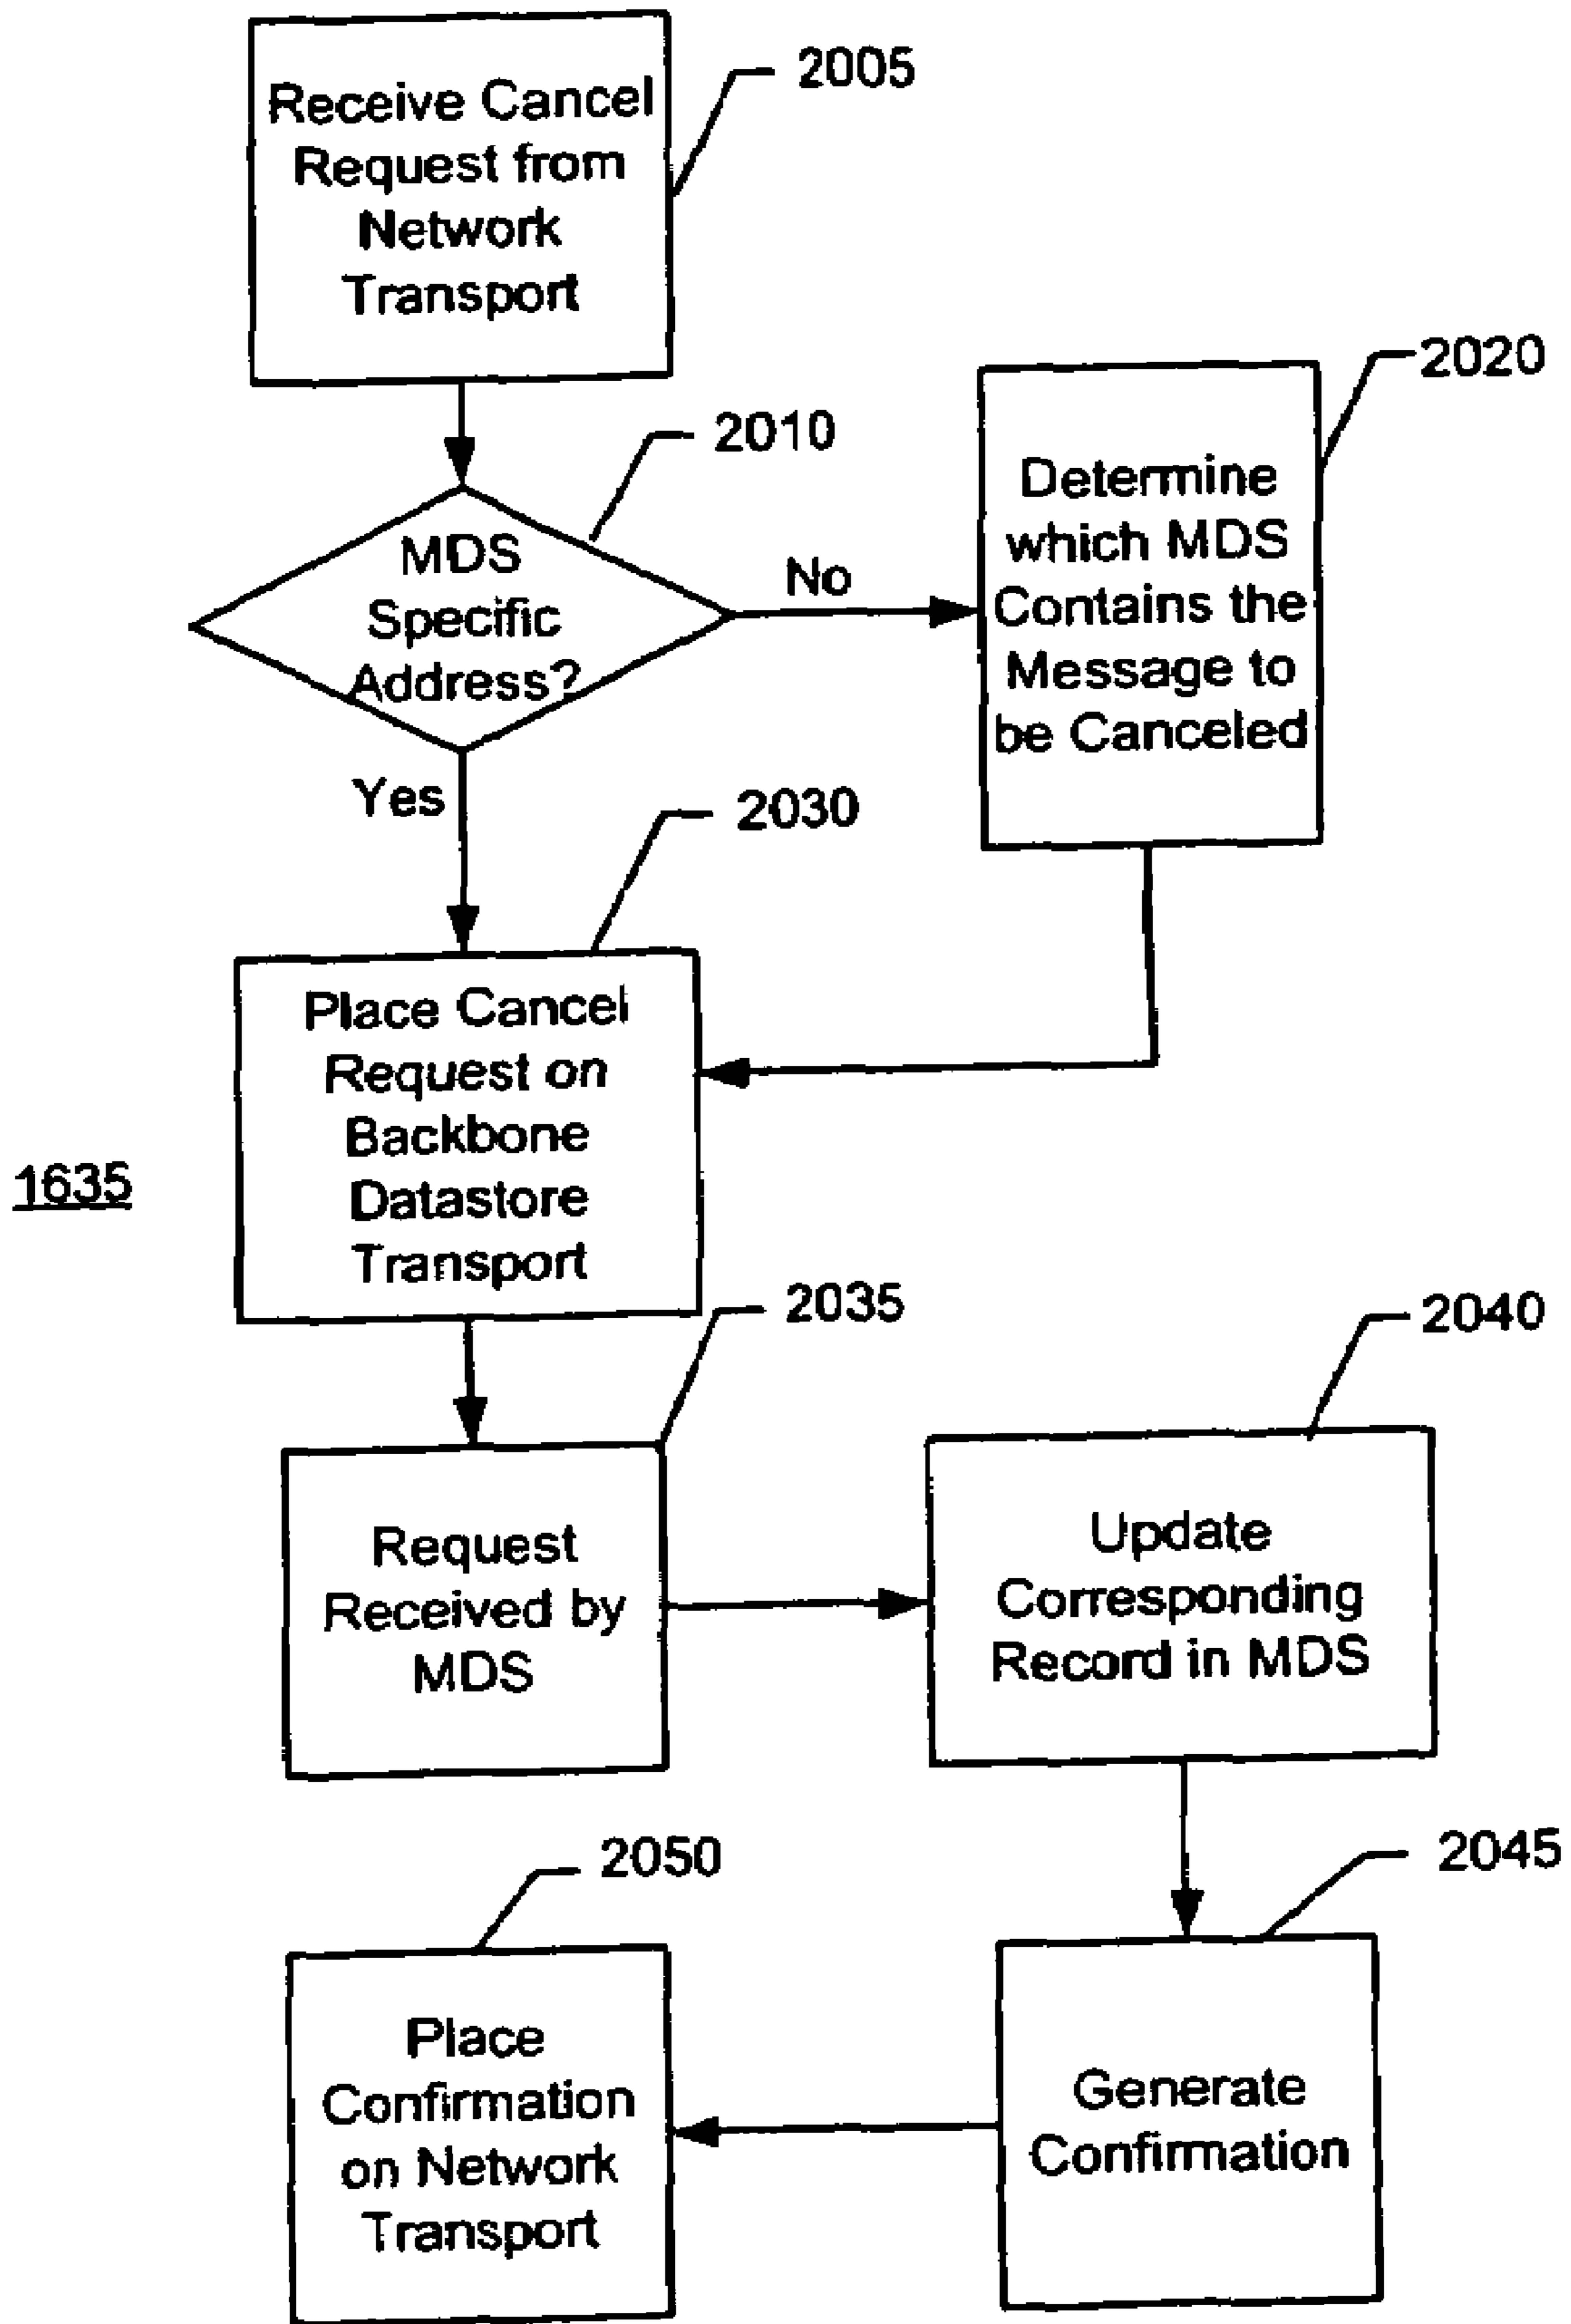 Receive Cancel
Request from
Network
Transport
2005
2010
MDS
Specific
Address?
No
Yes
2020
Determine
which MDS
Contains the
Message to
be Canceled
2030
Place Cancel
Request on
Backbone
Datastore
Transport
1635
2035
Request
Received by
MDS
2040
Update
Corresponding
Record in MDS
2045
Generate
Confirmation
2050
Place
Confirmation
on Network
Transport